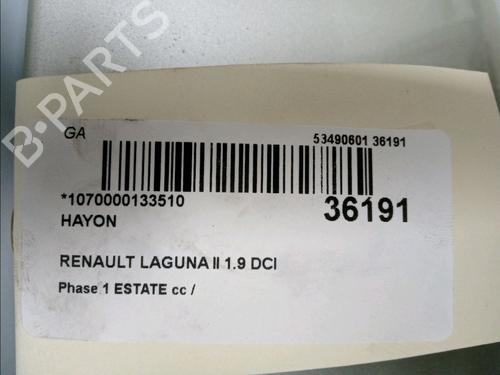 B-PARTS
GA
53490601 36191
*1070000133510
36191
HAYON
RENAULT LAGUNA II 1.9 DCI
Phase 1 ESTATE cc /